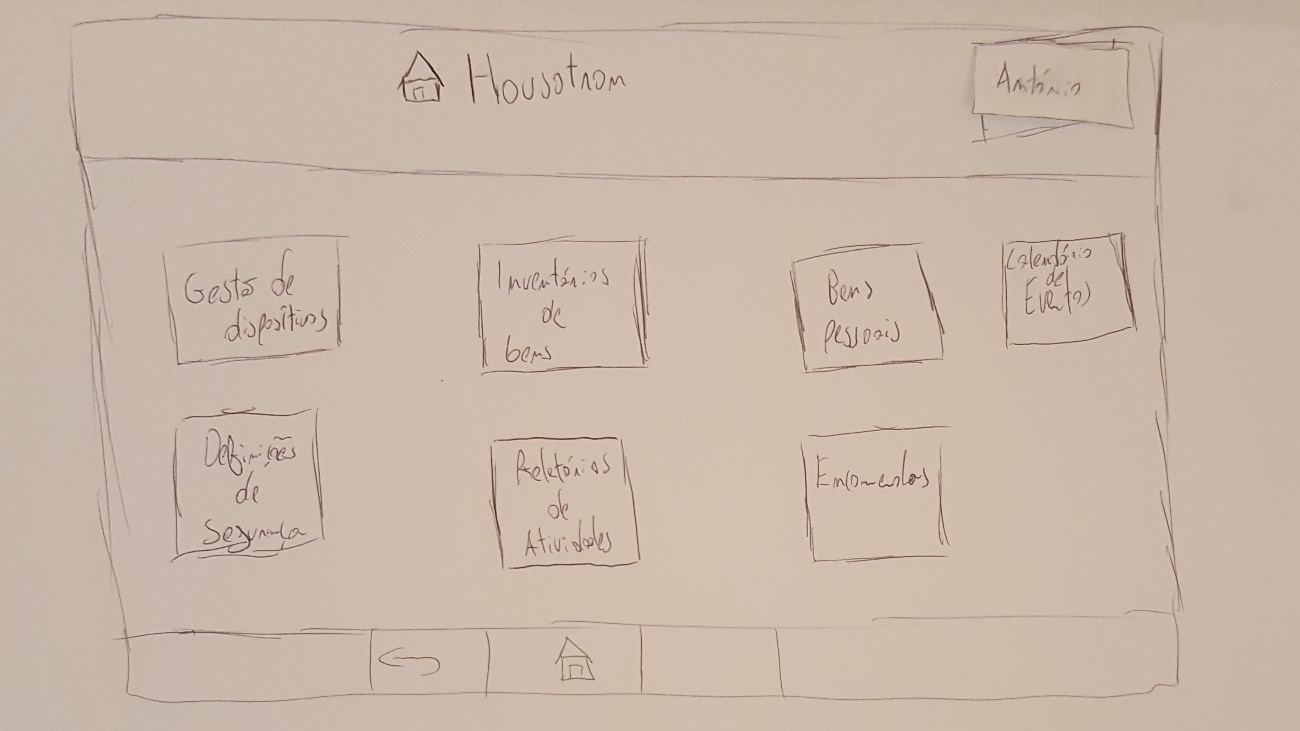 Housotrom
António
Gestão de
dispositivos
Inventários
de
bens
Bens
pessoais
Calendário
de
Eventos
Definições
de
Segurança
Relatórios
de
Atividades
Encomendas